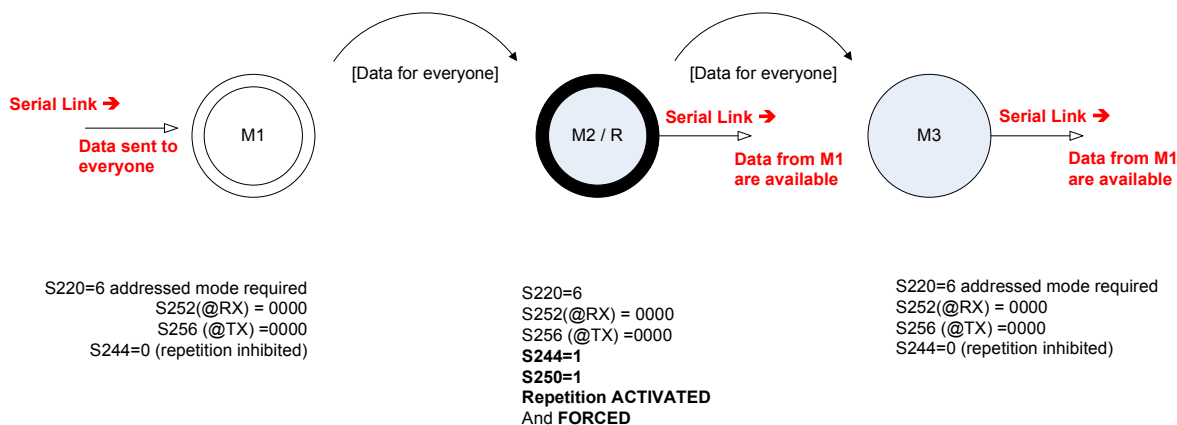 [Data for everyone]
[Data for everyone]
Serial Link ➔
Data sent to
everyone
M1
M2 / R
Serial Link ➔
Data from M1
are available
M3
Serial Link ➔
Data from M1
are available
S220=6 addressed mode required
S252(@RX) = 0000
S256 (@TX) =0000
S244=0 (repetition inhibited)
S220=6
S252(@RX) = 0000
S256 (@TX) =0000
S244=1
S250=1
Repetition ACTIVATED
And FORCED
S220=6 addressed mode required
S252(@RX) = 0000
S256 (@TX) =0000
S244=0 (repetition inhibited)